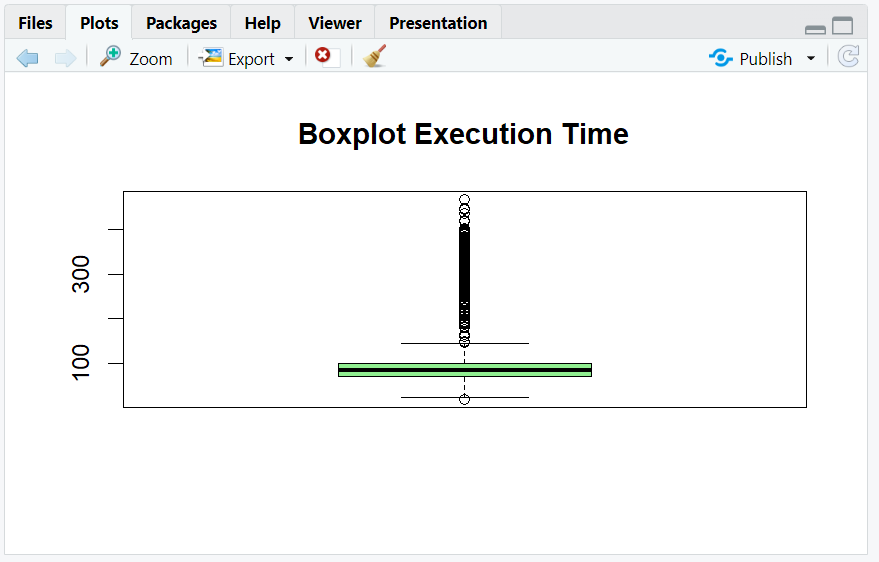 Files Plots Packages Help Viewer Presentation
Zoom Export Publish
Boxplot Execution Time
300
100